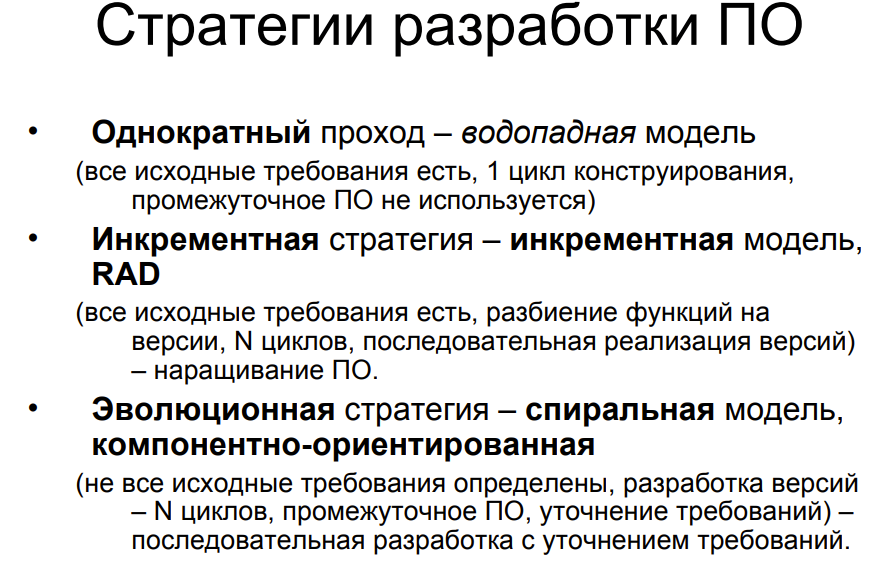 Стратегии разработки ПО
• Однократный проход – водопадная модель
(все исходные требования есть, 1 цикл конструирования,
промежуточное ПО не используется)
• Инкрементная стратегия – инкрементная модель,
RAD
(все исходные требования есть, разбиение функций на
версии, N циклов, последовательная реализация версий)
– наращивание ПО.
• Эволюционная стратегия – спиральная модель,
компонентно-ориентированная
(не все исходные требования определены, разработка версий
– N циклов, промежуточное ПО, уточнение требований) –
последовательная разработка с уточнением требований.